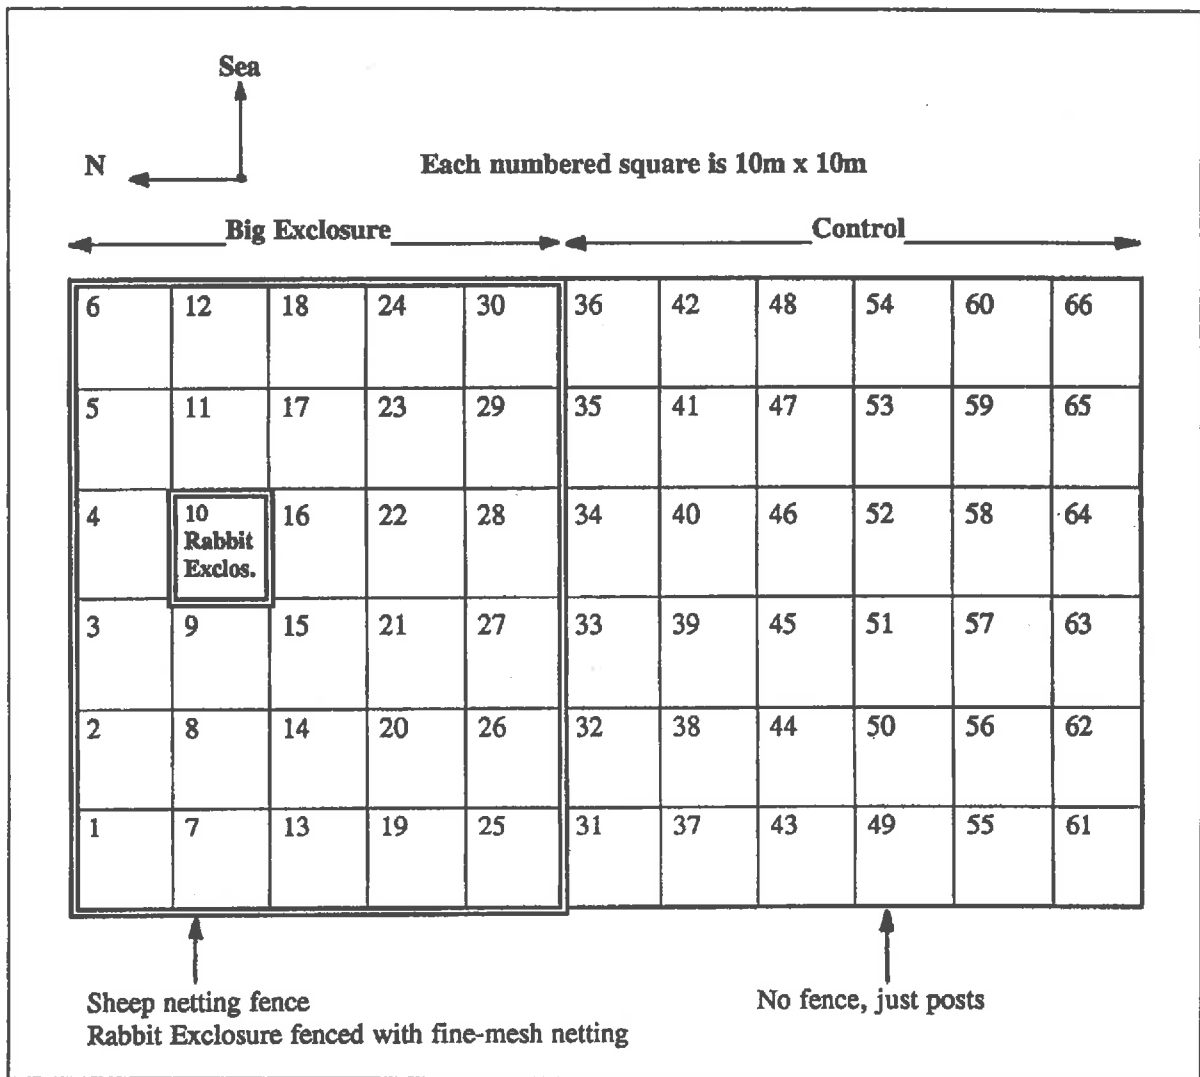 Sea
N
Each numbered square is 10m x 10m
Big Exclosure
Control
6 12 18 24 30 36 42 48 54 60 66
5 11 17 23 29 35 41 47 53 59 65
4 10 16 22 28 34 40 46 52 58 64
Rabbit
Exclos.
3 9 15 21 27 33 39 45 51 57 63
2 8 14 20 26 32 38 44 50 56 62
1 7 13 19 25 31 37 43 49 55 61
Sheep netting fence
Rabbit Exclosure fenced with fine-mesh netting
No fence, just posts